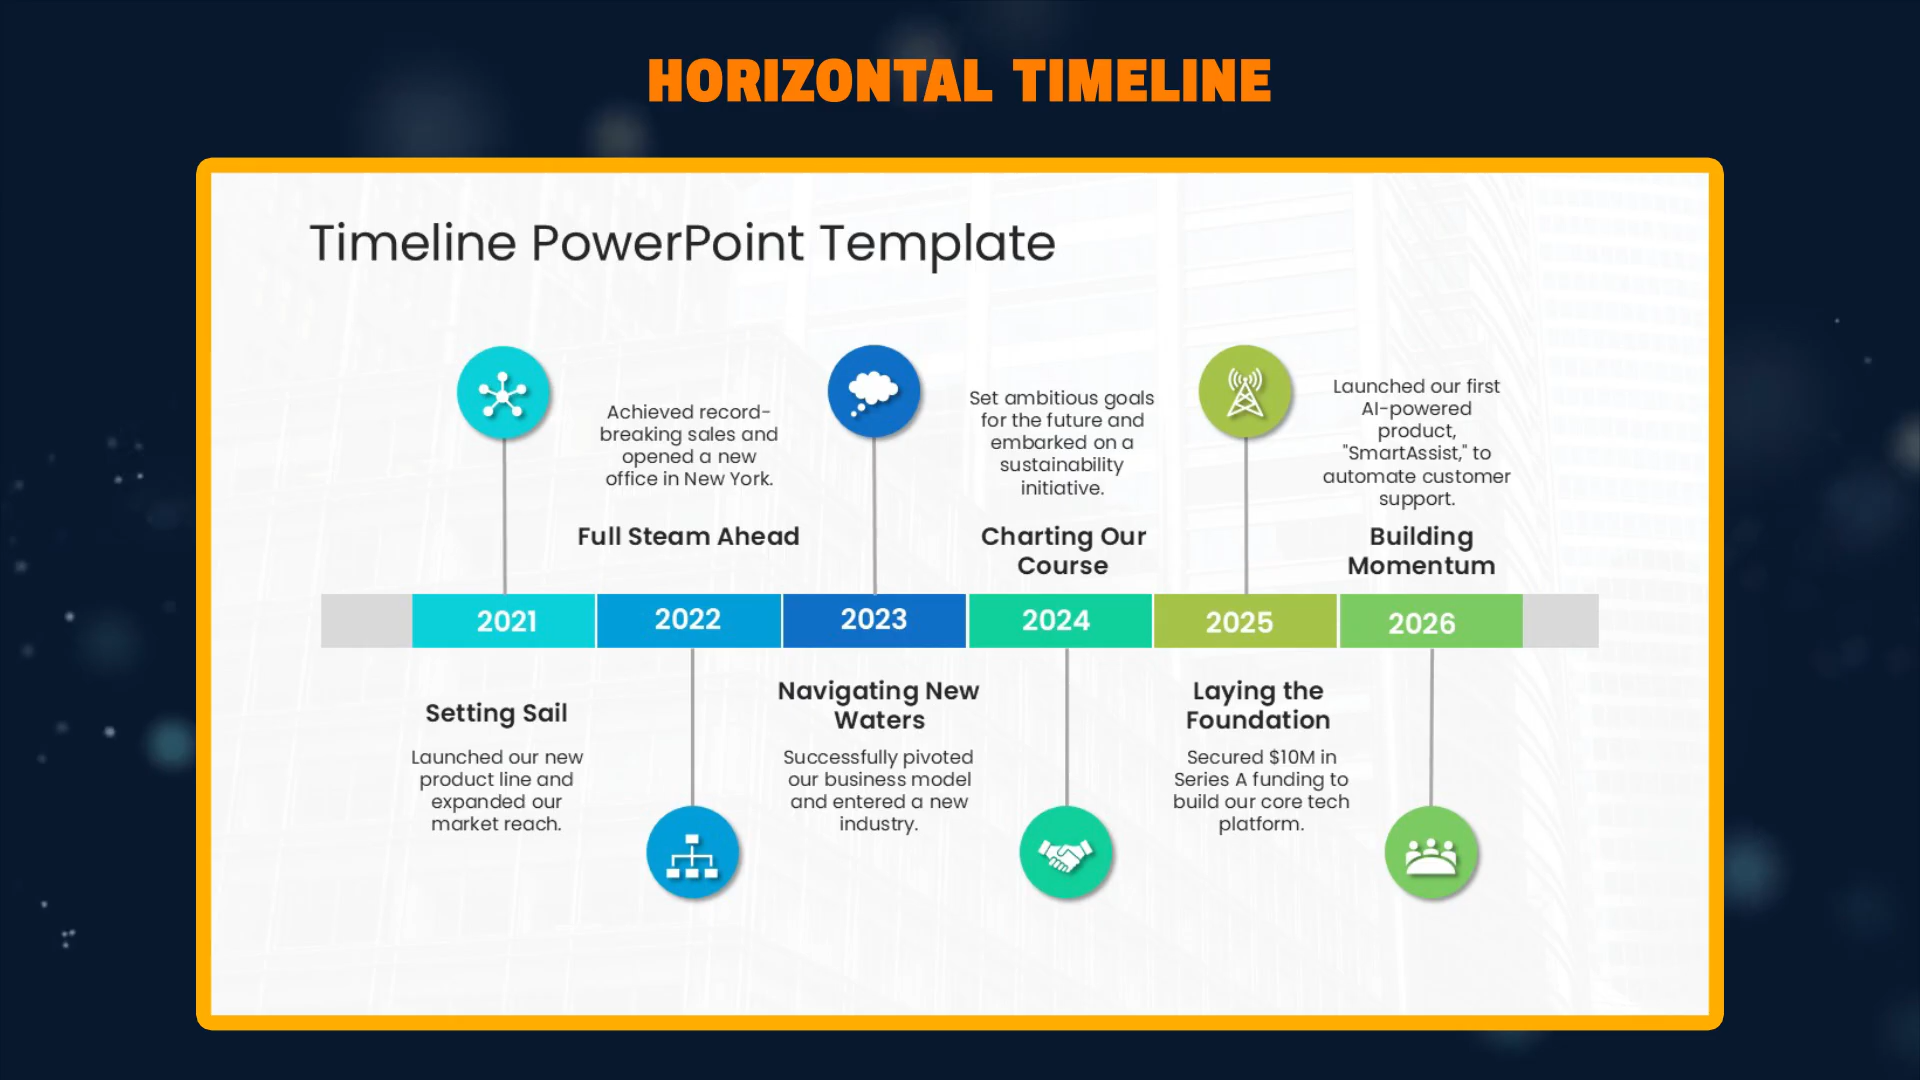 HORIZONTAL TIMELINE
Timeline PowerPoint Template
Achieved record-
breaking sales and
opened a new
office in New York.
Full Steam Ahead
Set ambitious goals
for the future and
embarked on a
sustainability
initiative.
Charting Our
Course
Launched our first
AI-powered
product,
"SmartAssist," to
automate customer
support.
Building
Momentum
2021
2022
2023
2024
2025
2026
Setting Sail
Launched our new
product line and
expanded our
market reach.
Navigating New
Waters
Successfully pivoted
our business model
and entered a new
industry.
Laying the
Foundation
Secured $10M in
Series A funding to
build our core tech
platform.